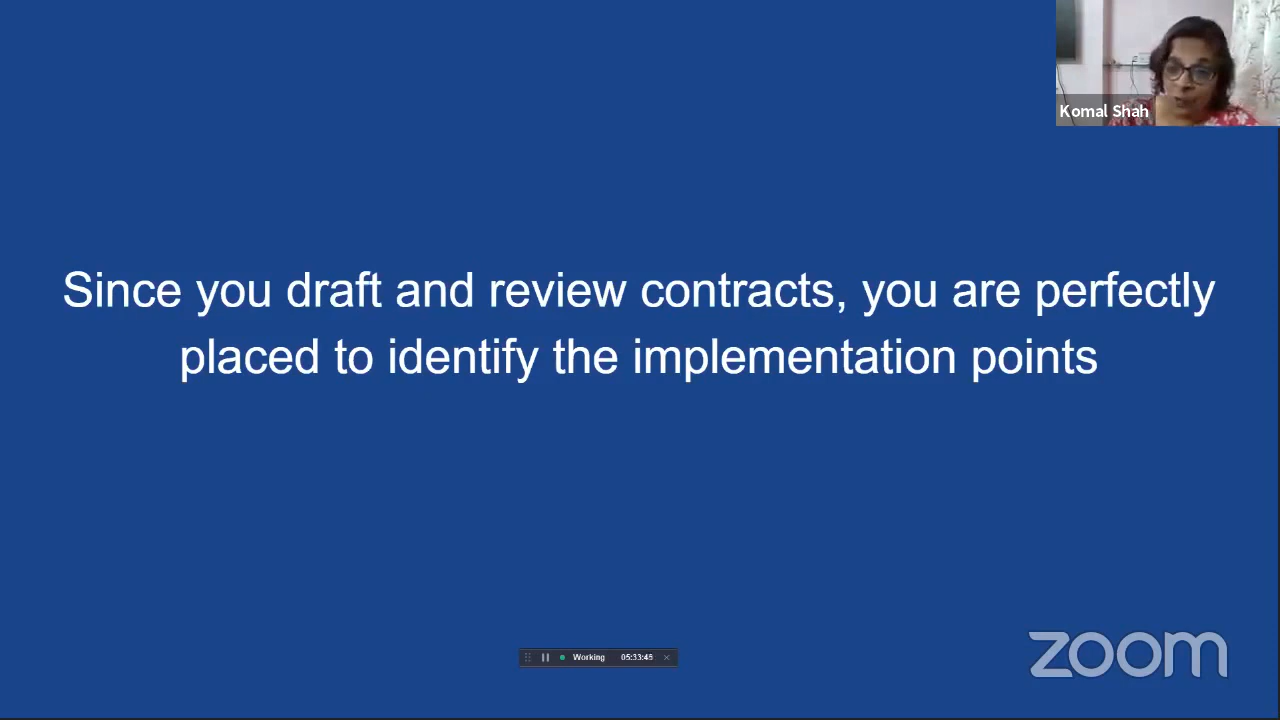 Komal Shah
Since you draft and review contracts, you are perfectly
placed to identify the implementation points
Working 05:33:45
zoom